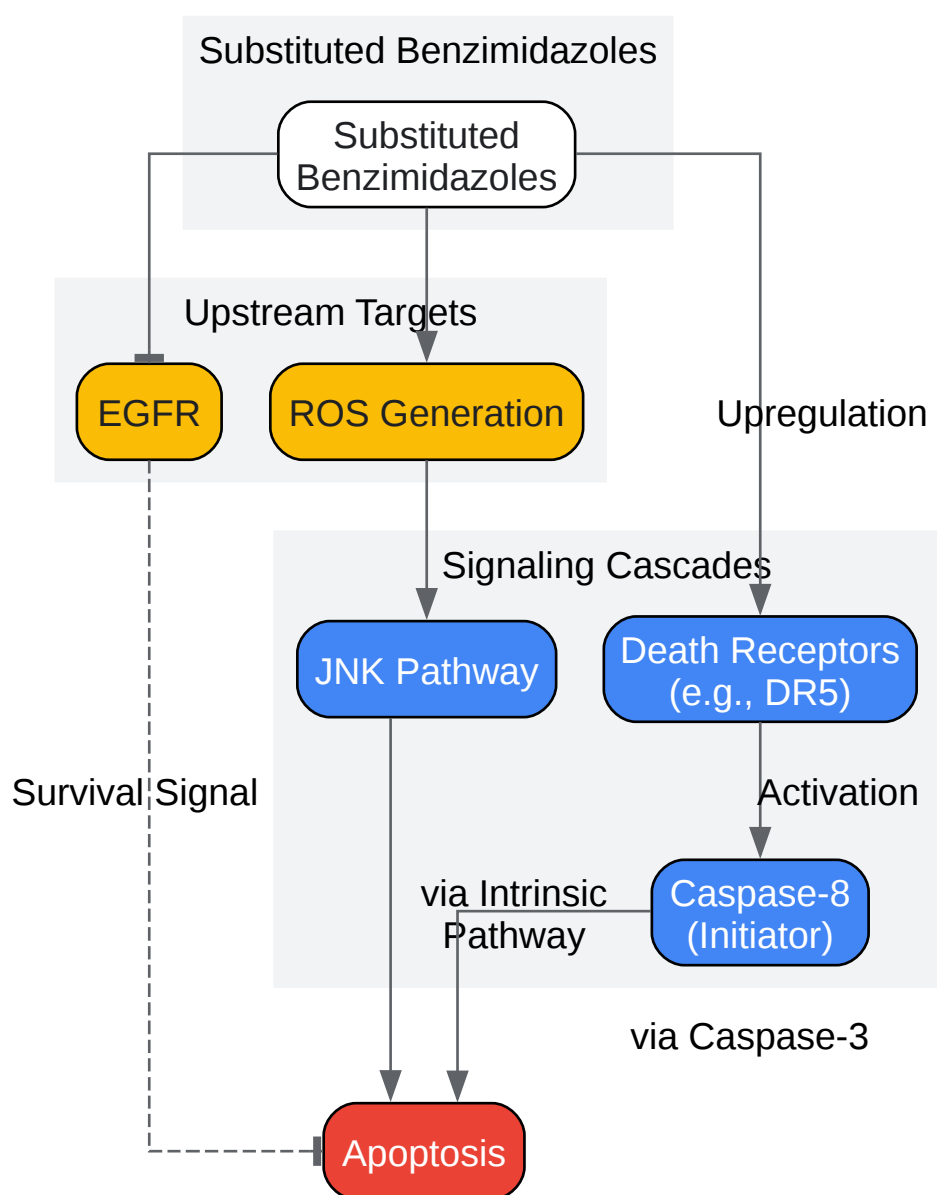 Substituted Benzimidazoles
Substituted
Benzimidazoles
Upstream Targets
EGFR
ROS Generation
Upregulation
Signaling Cascades
JNK Pathway
Death Receptors
(e.g., DR5)
Survival Signal
Activation
via Intrinsic
Pathway
Caspase-8
(Initiator)
via Caspase-3
Apoptosis